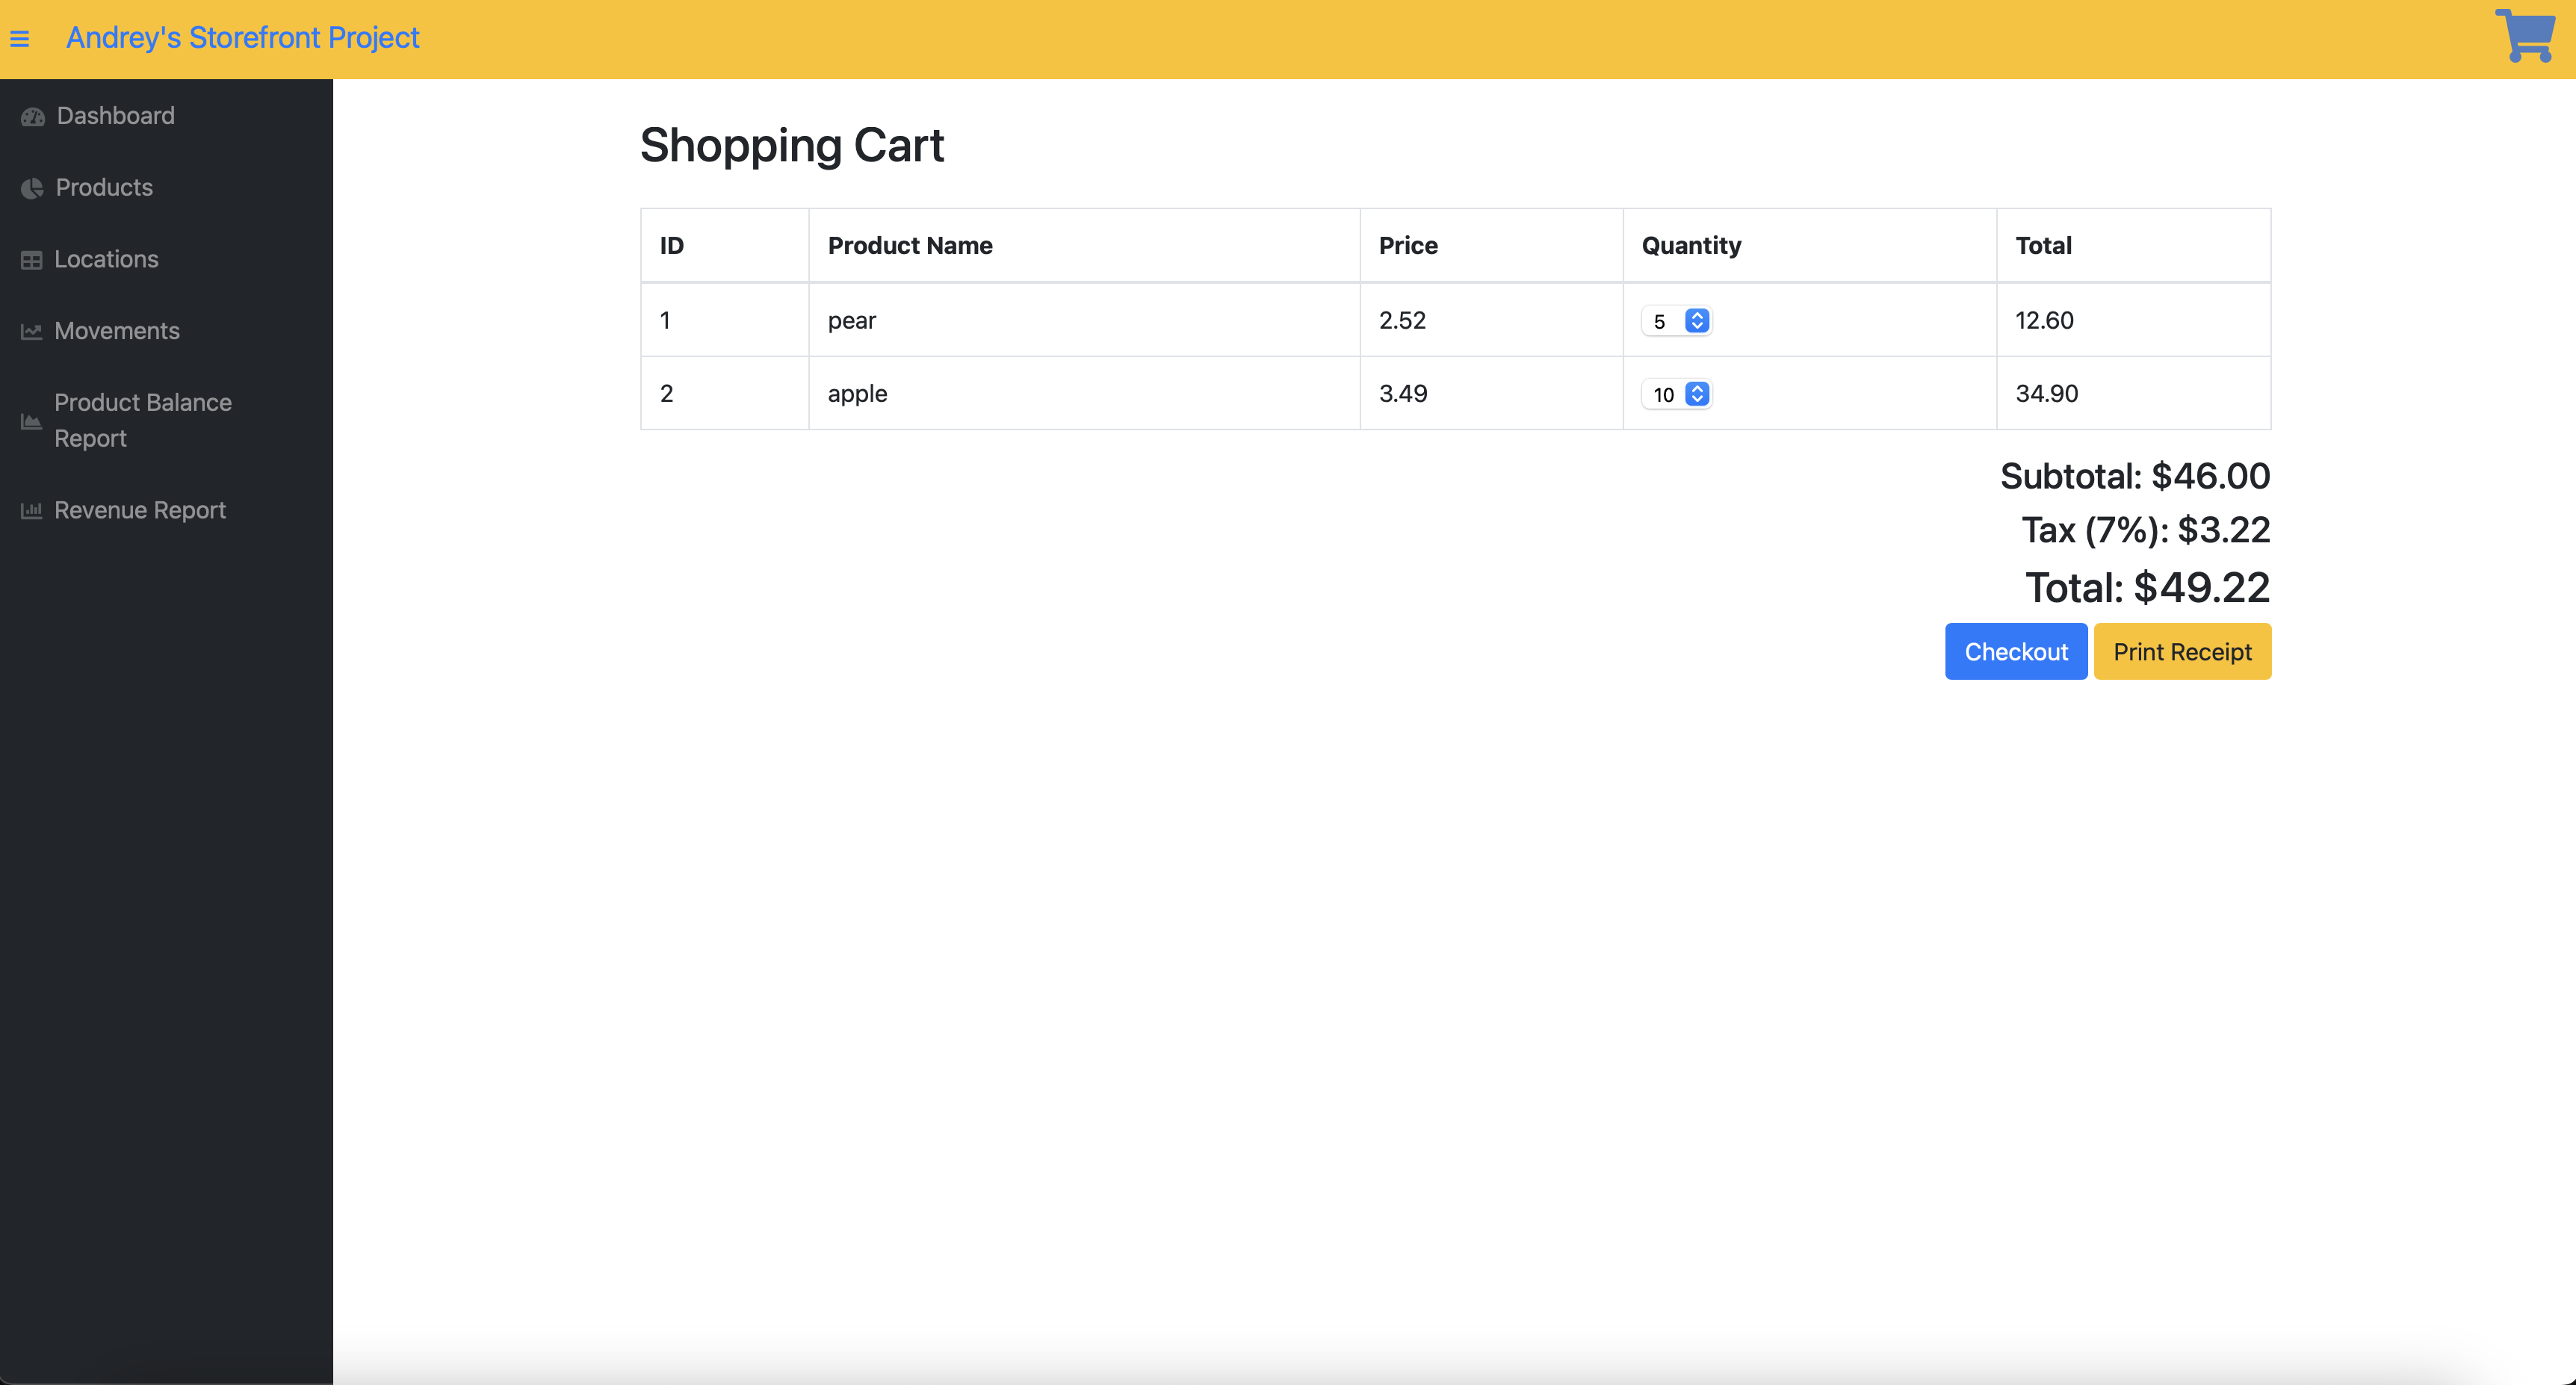 Andrey's Storefront Project
Dashboard
Products
Locations
Movements
Product Balance
Report
Revenue Report
Shopping Cart
ID Product Name Price Quantity Total
1 pear 2.52 5 12.60
2 apple 3.49 10 34.90
Subtotal: $46.00
Tax (7%): $3.22
Total: $49.22
Checkout Print Receipt